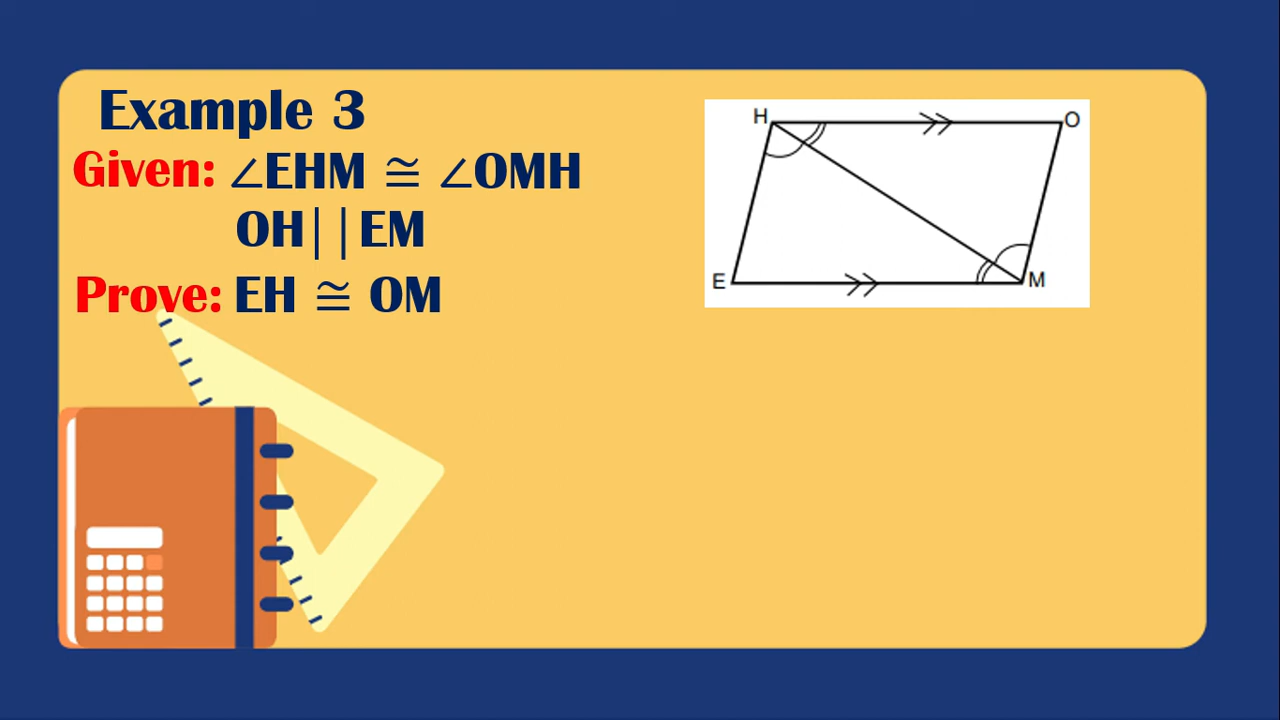 Example 3
Given: ∠EHM ≅ ∠OMH
OH||EM
Prove: EH ≅ OM
H
O
E
M